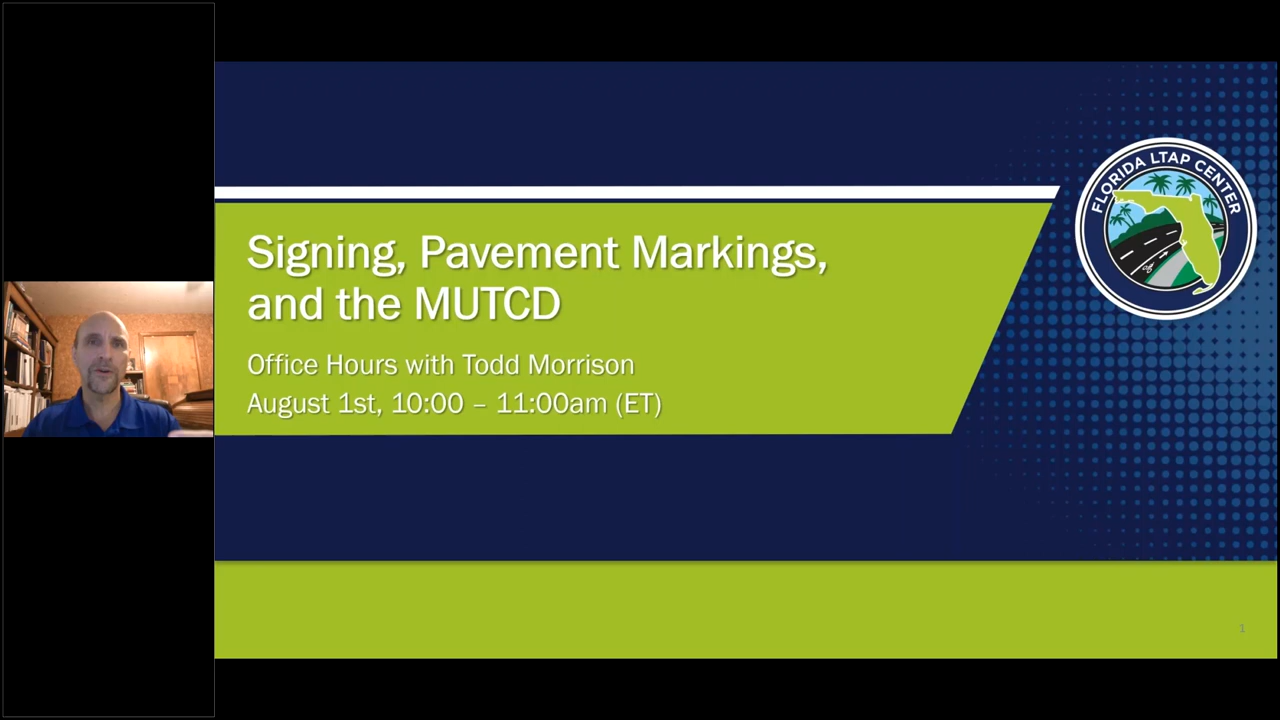 FLORIDA LTAP CENTER
Signing, Pavement Markings,
and the MUTCD
Office Hours with Todd Morrison
August 1st, 10:00 – 11:00am (ET)
1